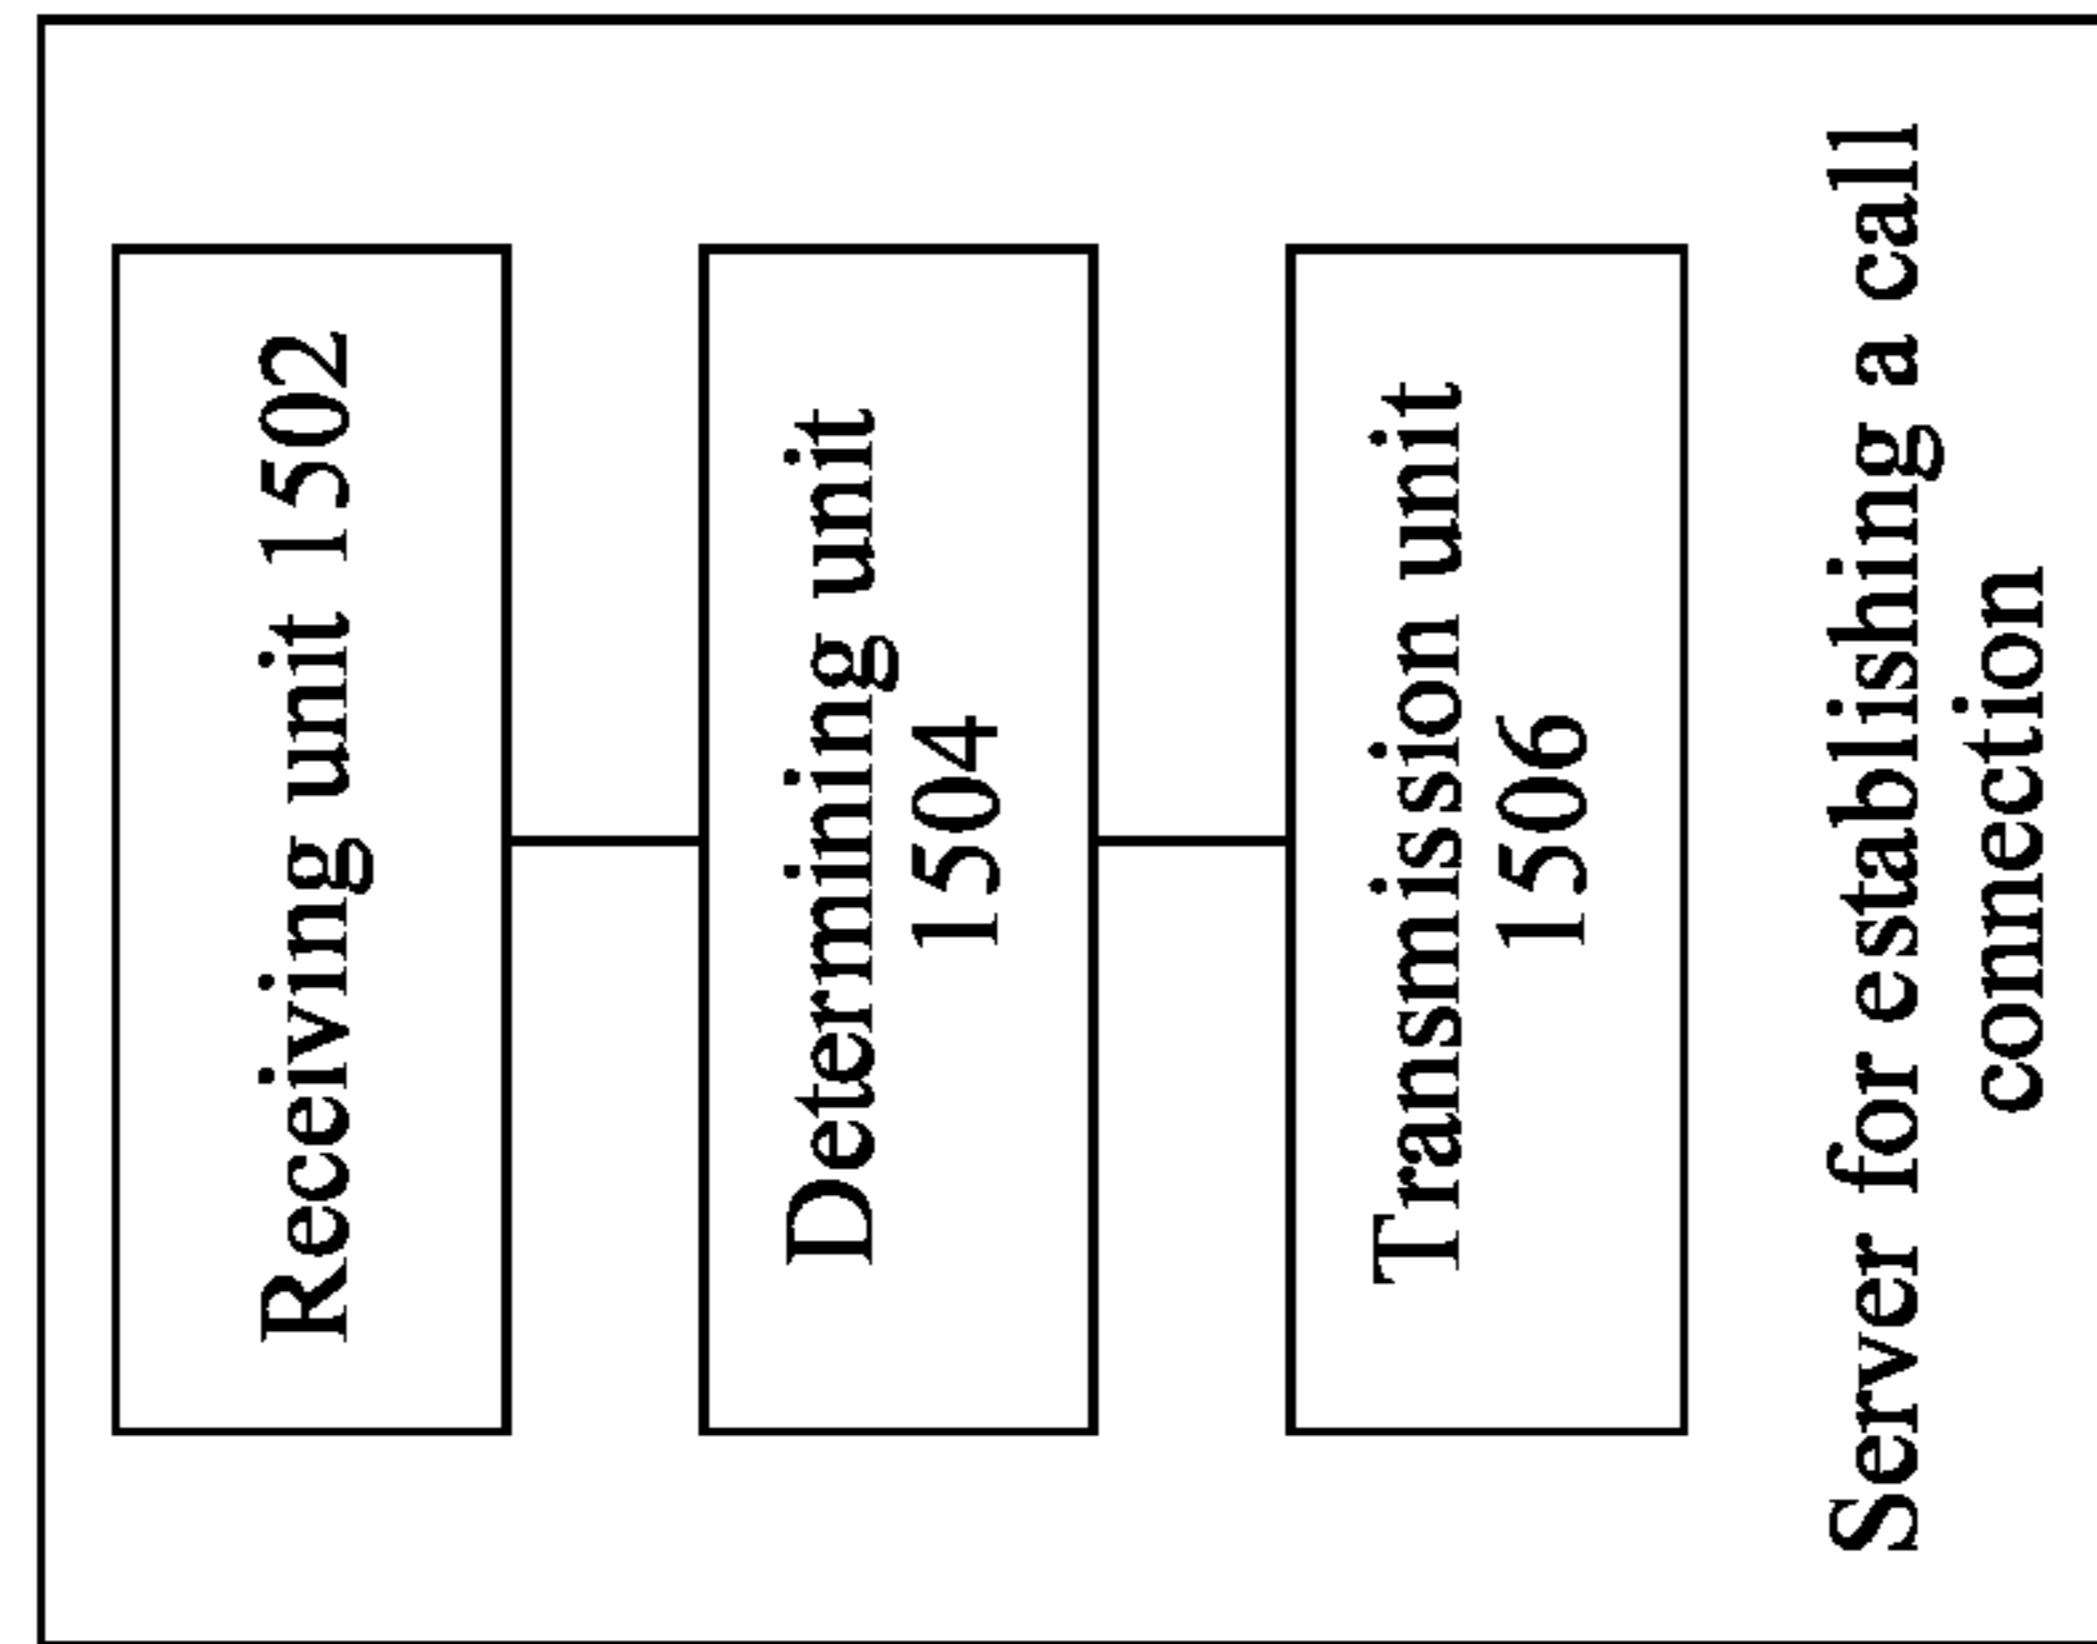 Receiving unit 1502
Determining unit
1504
Transmission unit
1506
Server for establishing a call
connection